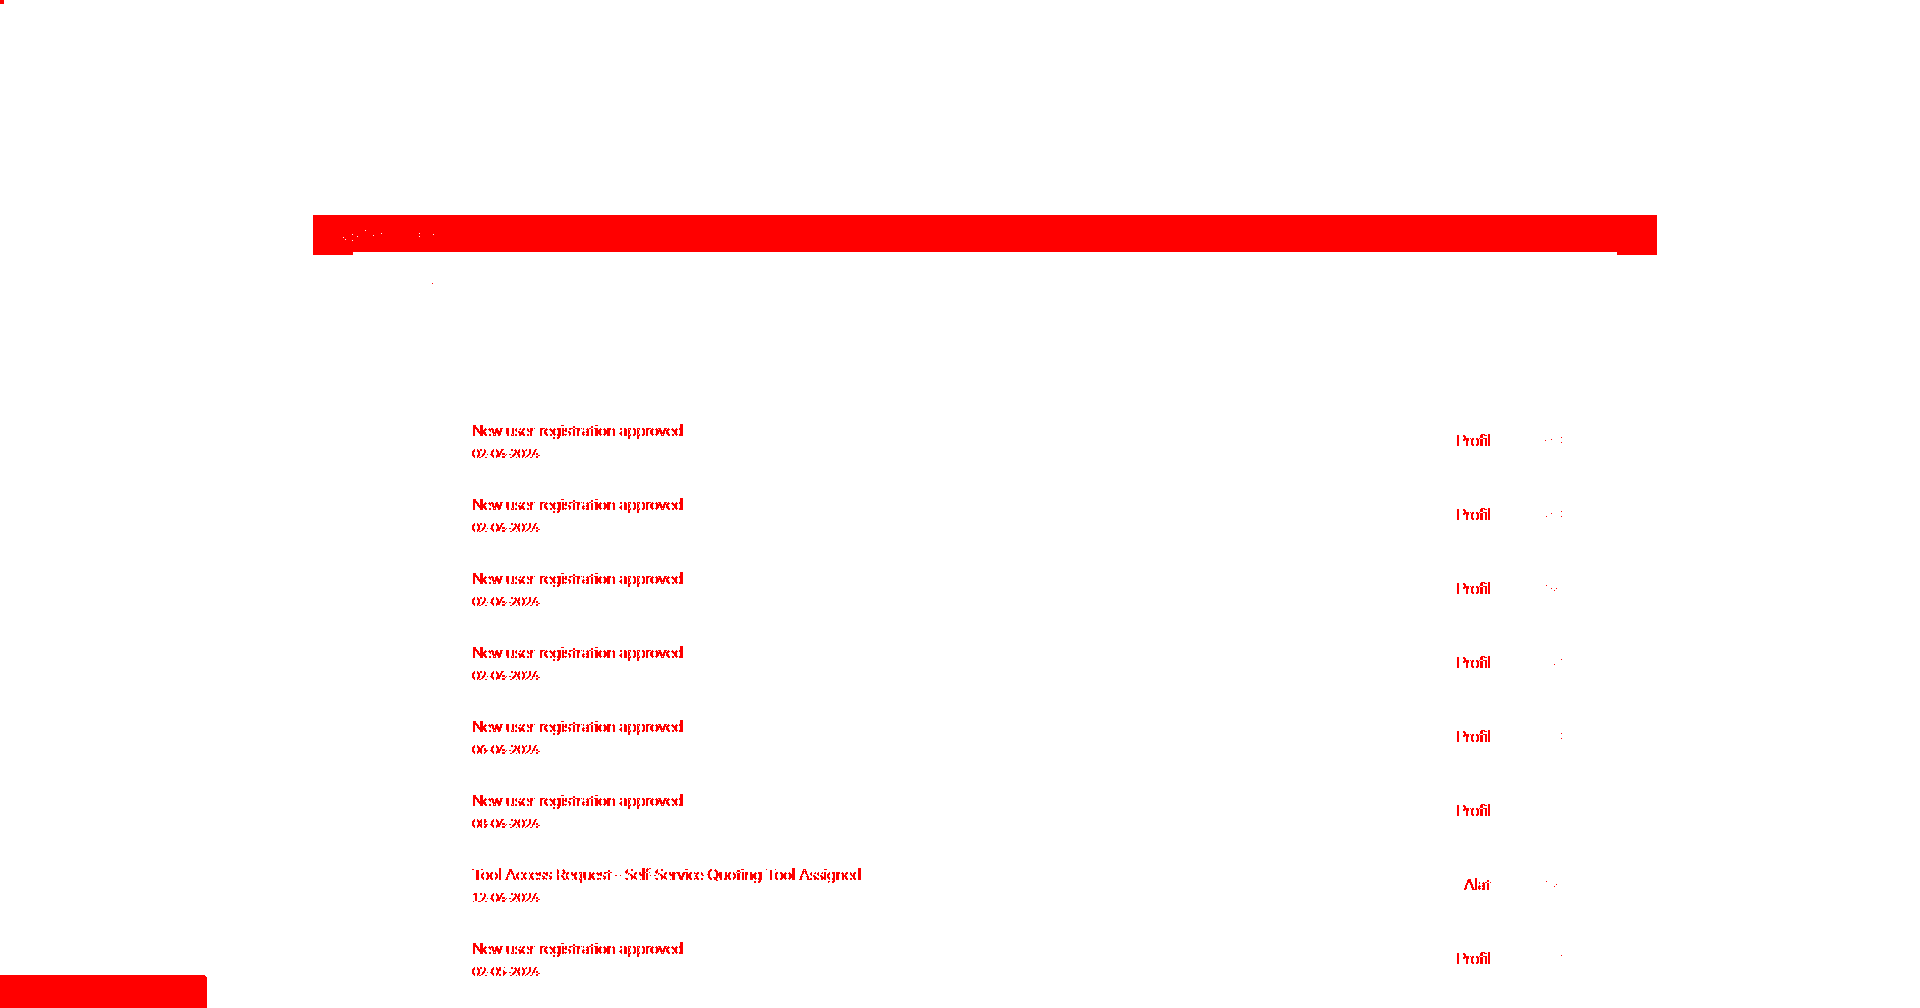 New user registration approved
02-06-2024
Profil
New user registration approved
02-06-2024
Profil
New user registration approved
02-06-2024
Profil
New user registration approved
02-06-2024
Profil
New user registration approved
06-06-2024
Profil
New user registration approved
08-06-2024
Profil
Tool Access Request - Self-Service Quoting Tool Assigned
12-06-2024
Alat
New user registration approved
02-05-2024
Profil